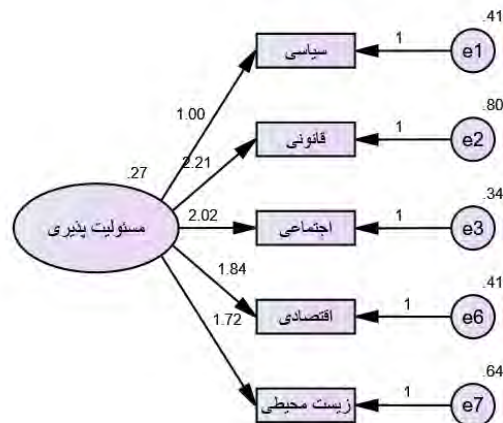 .41
سیاسی
1
e1
1.00
.80
قانونی
1
e2
2.21
.27
.34
مسئولیت پذیری
2.02
اجتماعی
1
e3
1.84
.41
اقتصادی
1
e6
1.72
.64
زیست محیطی
1
e7